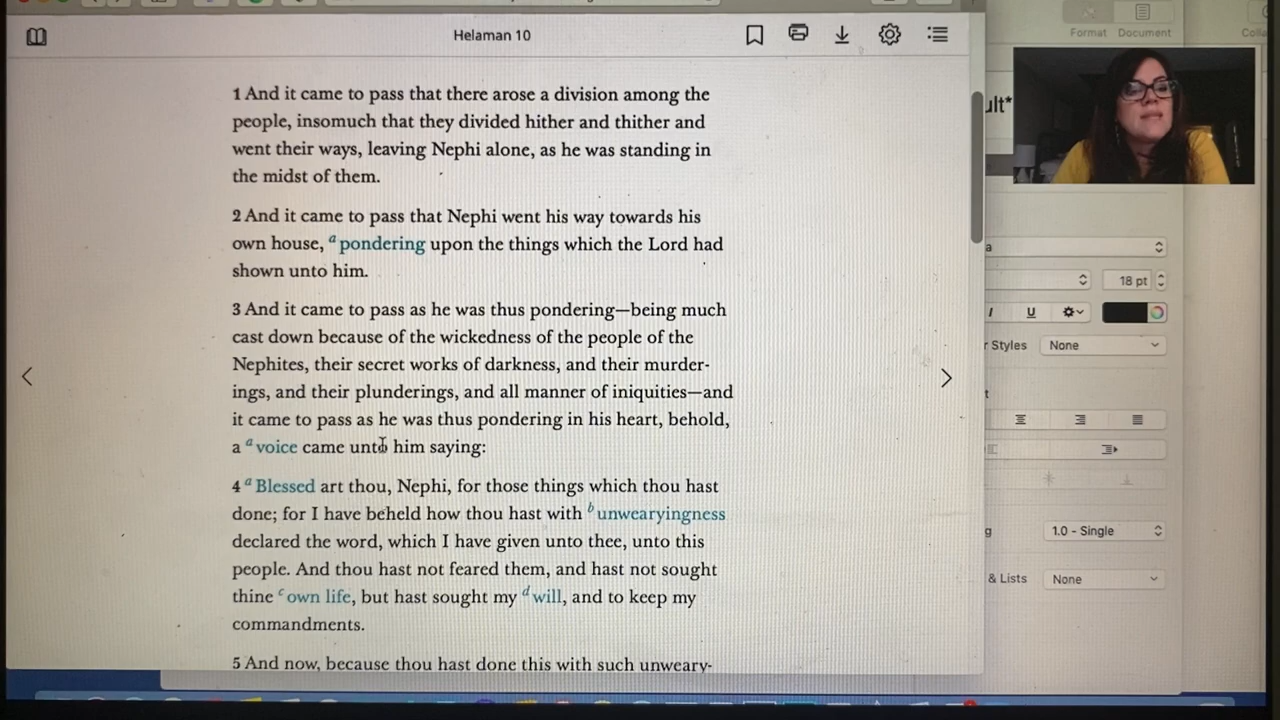 Helaman 10
Format Document
ult*
1 And it came to pass that there arose a division among the
people, insomuch that they divided hither and thither and
went their ways, leaving Nephi alone, as he was standing in
the midst of them.
2 And it came to pass that Nephi went his way towards his
own house, a pondering upon the things which the Lord had
shown unto him.
3 And it came to pass as he was thus pondering—being much
cast down because of the wickedness of the people of the
Nephites, their secret works of darkness, and their murder-
ings, and their plunderings, and all manner of iniquities—and
it came to pass as he was thus pondering in his heart, behold,
a a voice came unto him saying:
4 a Blessed art thou, Nephi, for those things which thou hast
done; for I have beheld how thou hast with b unwearyingness
declared the word, which I have given unto thee, unto this
people. And thou hast not feared them, and hast not sought
thine c own life, but hast sought my d will, and to keep my
commandments.
5 And now, because thou hast done this with such unweary-
a
18 pt
I U
r Styles None
t
g 1.0 - Single
& Lists None